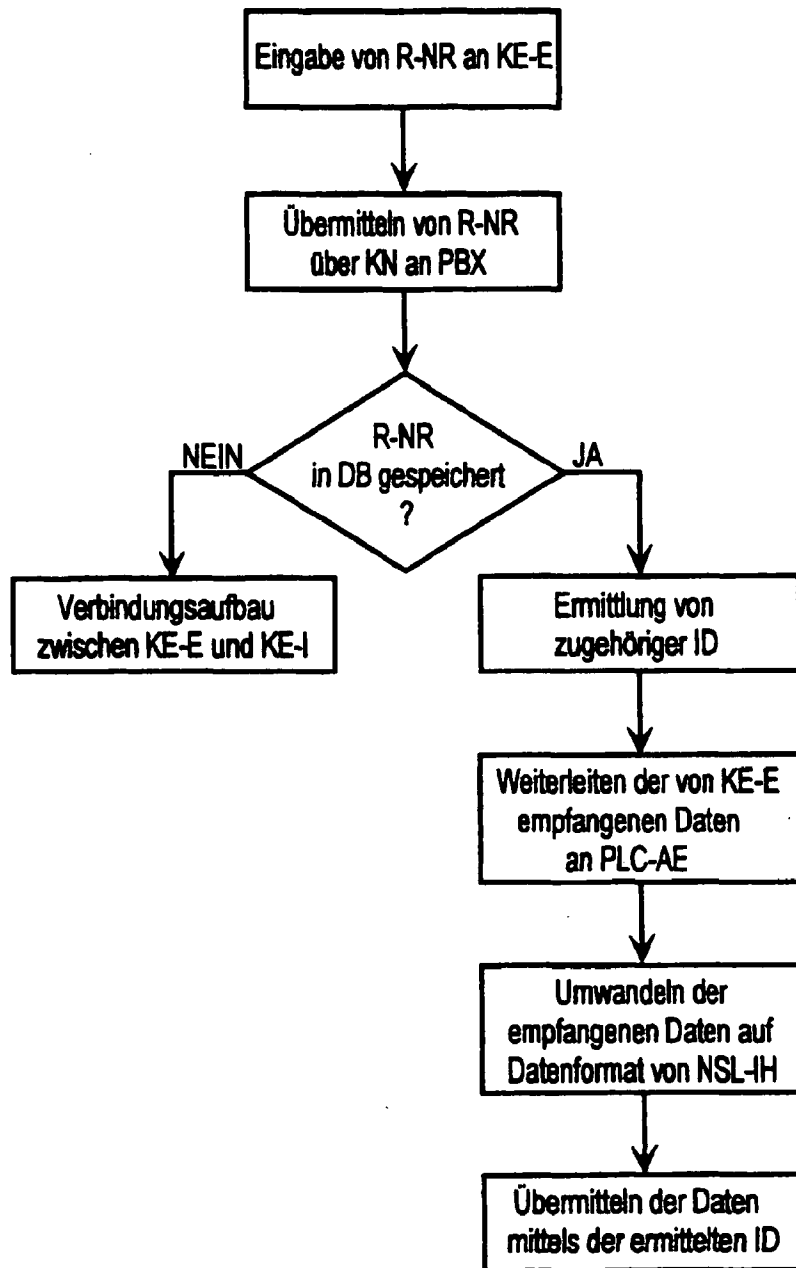 Eingabe von R-NR an KE-E
Übermitteln von R-NR
über KN an PBX
R-NR
in DB gespeichert
?
NEIN
JA
Verbindungsaufbau
zwischen KE-E und KE-I
Ermittlung von
zugehöriger ID
Weiterleiten der von KE-E
empfangenen Daten
an PLC-AE
Umwandeln der
empfangenen Daten auf
Datenformat von NSL-IH
Übermitteln der Daten
mittels der ermittelten ID